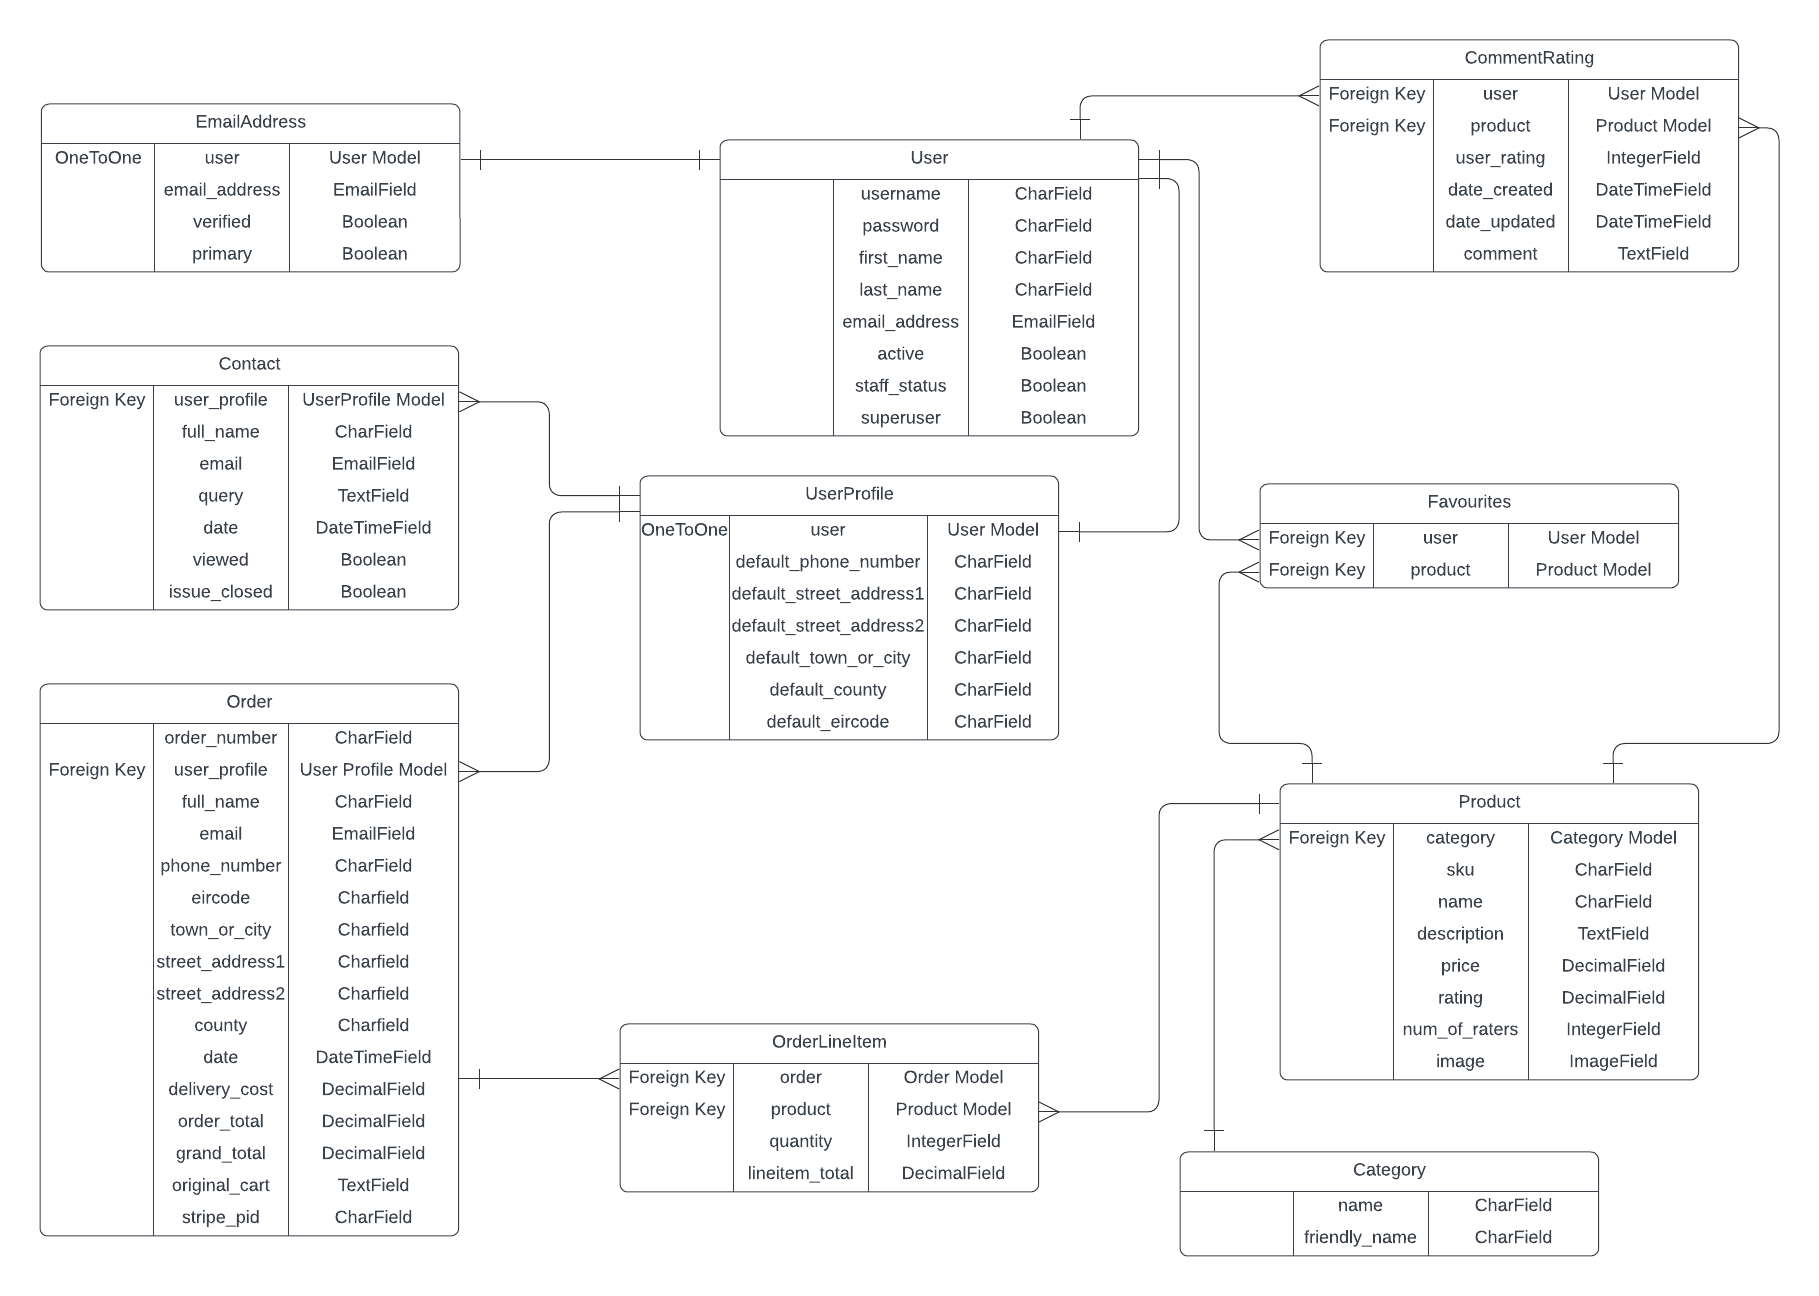 EmailAddress
OneToOne user User Model
email_address EmailField
verified Boolean
primary Boolean
User
username CharField
password CharField
first_name CharField
last_name CharField
email_address EmailField
active Boolean
staff_status Boolean
superuser Boolean
CommentRating
Foreign Key user User Model
Foreign Key product Product Model
user_rating IntegerField
date_created DateTimeField
date_updated DateTimeField
comment TextField
Contact
Foreign Key user_profile UserProfile Model
full_name CharField
email EmailField
query TextField
date DateTimeField
viewed Boolean
issue_closed Boolean
UserProfile
OneToOne user User Model
default_phone_number CharField
default_street_address1 CharField
default_street_address2 CharField
default_town_or_city CharField
default_county CharField
default_eircode CharField
Favourites
Foreign Key user User Model
Foreign Key product Product Model
Order
order_number CharField
Foreign Key user_profile User Profile Model
full_name CharField
email EmailField
phone_number CharField
eircode Charfield
town_or_city Charfield
street_address1 Charfield
street_address2 Charfield
county Charfield
date DateTimeField
delivery_cost DecimalField
order_total DecimalField
grand_total DecimalField
original_cart TextField
stripe_pid CharField
Product
Foreign Key category Category Model
sku CharField
name CharField
description TextField
price DecimalField
rating DecimalField
num_of_raters IntegerField
image ImageField
OrderLineItem
Foreign Key order Order Model
Foreign Key product Product Model
quantity IntegerField
lineitem_total DecimalField
Category
name CharField
friendly_name CharField